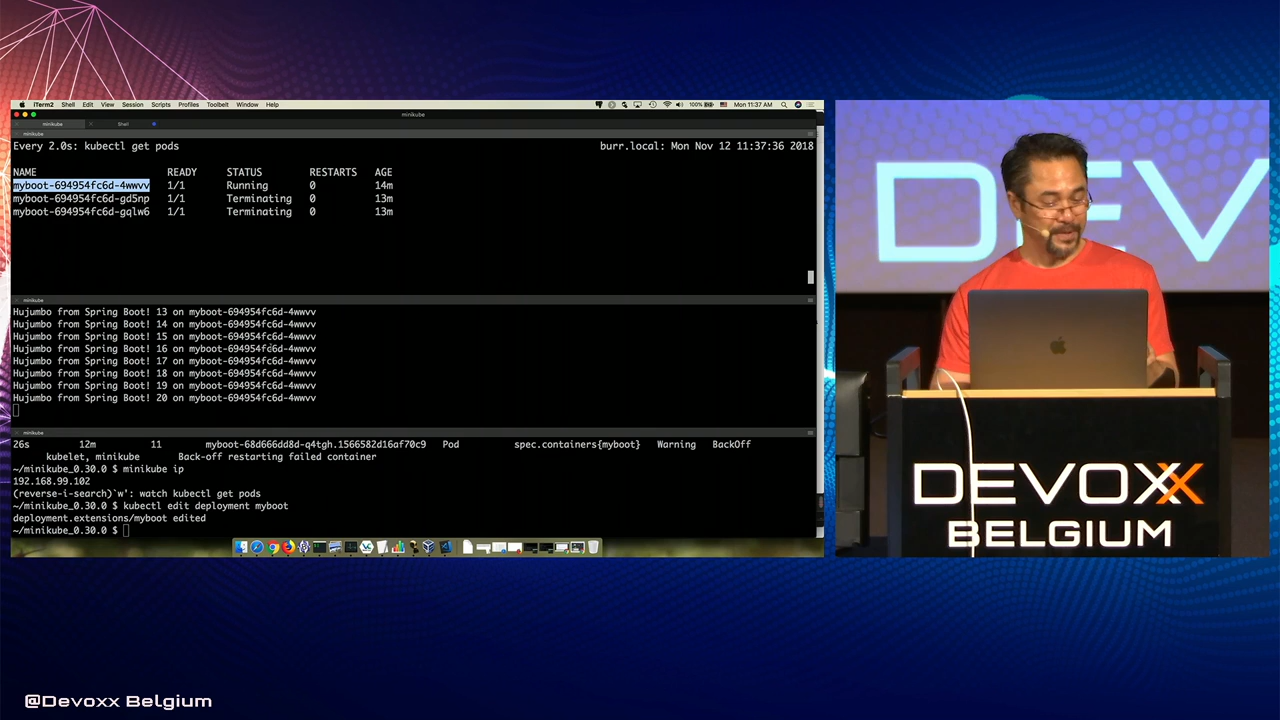 iTerm2 Shell Edit View Session Scripts Profiles Toolbelt Window Help
100% Mon 11:37 AM
minikube
minikube Shell
minikube
Every 2.0s: kubectl get pods burr.local: Mon Nov 12 11:37:36 2018
NAME READY STATUS RESTARTS AGE
myboot-694954fc6d-4wwvv 1/1 Running 0 14m
myboot-694954fc6d-gd5np 1/1 Terminating 0 13m
myboot-694954fc6d-gqlw6 1/1 Terminating 0 13m
minikube
Hujumbo from Spring Boot! 13 on myboot-694954fc6d-4wwvv
Hujumbo from Spring Boot! 14 on myboot-694954fc6d-4wwvv
Hujumbo from Spring Boot! 15 on myboot-694954fc6d-4wwvv
Hujumbo from Spring Boot! 16 on myboot-694954fc6d-4wwvv
Hujumbo from Spring Boot! 17 on myboot-694954fc6d-4wwvv
Hujumbo from Spring Boot! 18 on myboot-694954fc6d-4wwvv
Hujumbo from Spring Boot! 19 on myboot-694954fc6d-4wwvv
Hujumbo from Spring Boot! 20 on myboot-694954fc6d-4wwvv
minikube
26s 12m 11 myboot-68d666dd8d-q4tgh.1566582d16af70c9 Pod spec.containers{myboot} Warning BackOff
kubelet, minikube Back-off restarting failed container
~/minikube_0.30.0 $ minikube ip
192.168.99.102
(reverse-i-search)`w': watch kubectl get pods
~/minikube_0.30.0 $ kubectl edit deployment myboot
deployment.extensions/myboot edited
~/minikube_0.30.0 $
DEV
DEVOXX
BELGIUM
@Devoxx Belgium